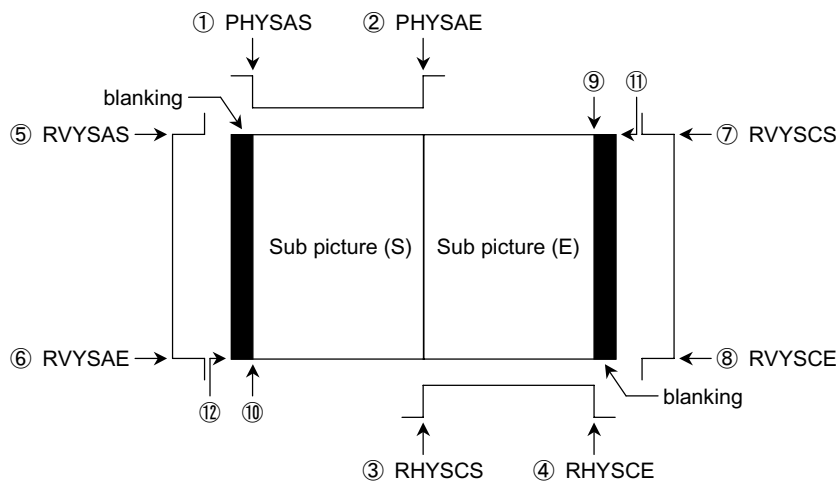 ① PHYSAS ② PHYSAE
blanking
⑨ ⑪
⑤ RVYSAS
⑦ RVYSCS
Sub picture (S) Sub picture (E)
⑥ RVYSAE
⑧ RVYSCE
⑫ ⑩
blanking
③ RHYSCS ④ RHYSCE